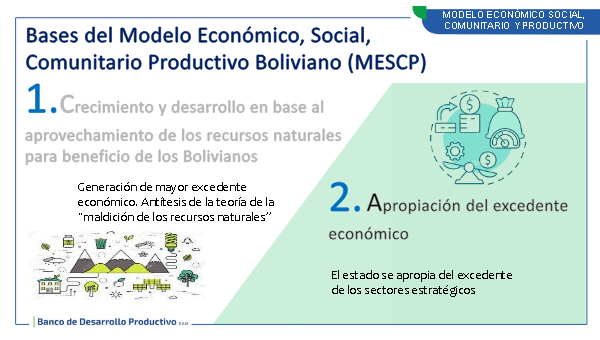 MODELO ECONÓMICO SOCIAL,
COMUNITARIO Y PRODUCTIVO
Bases del Modelo Económico, Social,
Comunitario Productivo Boliviano (MESCP)
1.Crecimiento y desarrollo en base al
aprovechamiento de los recursos naturales
para beneficio de los Bolivianos
Generación de mayor excedente
económico. Antítesis de la teoría de la
“maldición de los recursos naturales”
2. Apropiación del excedente
económico
El estado se apropia del excedente
de los sectores estratégicos
Banco de Desarrollo Productivo S.A.M